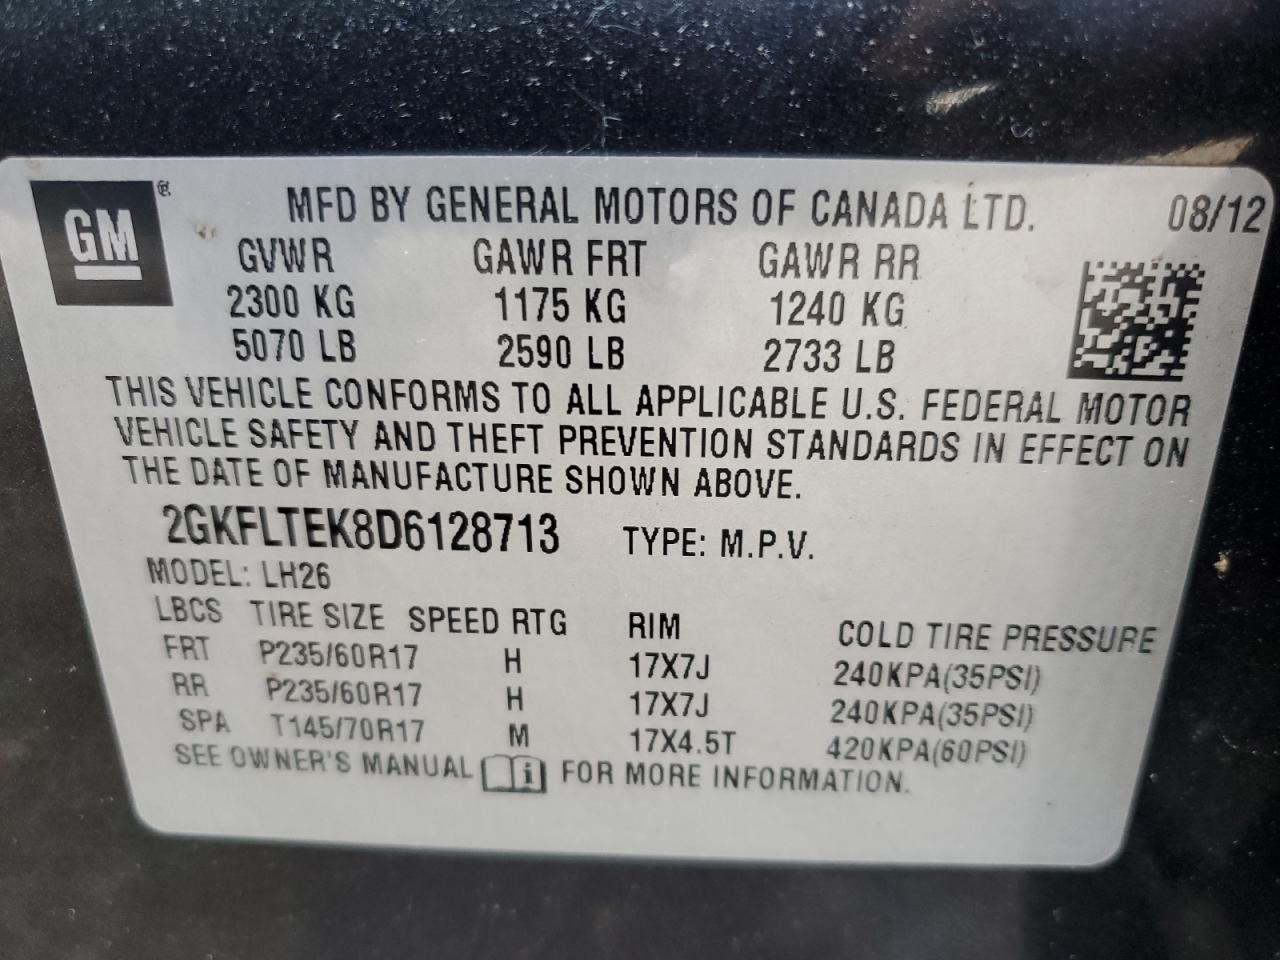 GM ®
MFD BY GENERAL MOTORS OF CANADA LTD. 08/12
GVWR GAWR FRT GAWR RR
2300 KG 1175 KG 1240 KG
5070 LB 2590 LB 2733 LB
THIS VEHICLE CONFORMS TO ALL APPLICABLE U.S. FEDERAL MOTOR
VEHICLE SAFETY AND THEFT PREVENTION STANDARDS IN EFFECT ON
THE DATE OF MANUFACTURE SHOWN ABOVE.
2GKFLTEK8D6128713 TYPE: M.P.V.
MODEL: LH26
LBCS TIRE SIZE SPEED RTG RIM COLD TIRE PRESSURE
FRT P235/60R17 H 17X7J 240KPA(35PSI)
RR P235/60R17 H 17X7J 240KPA(35PSI)
SPA T145/70R17 M 17X4.5T 420KPA(60PSI)
SEE OWNER'S MANUAL i FOR MORE INFORMATION.